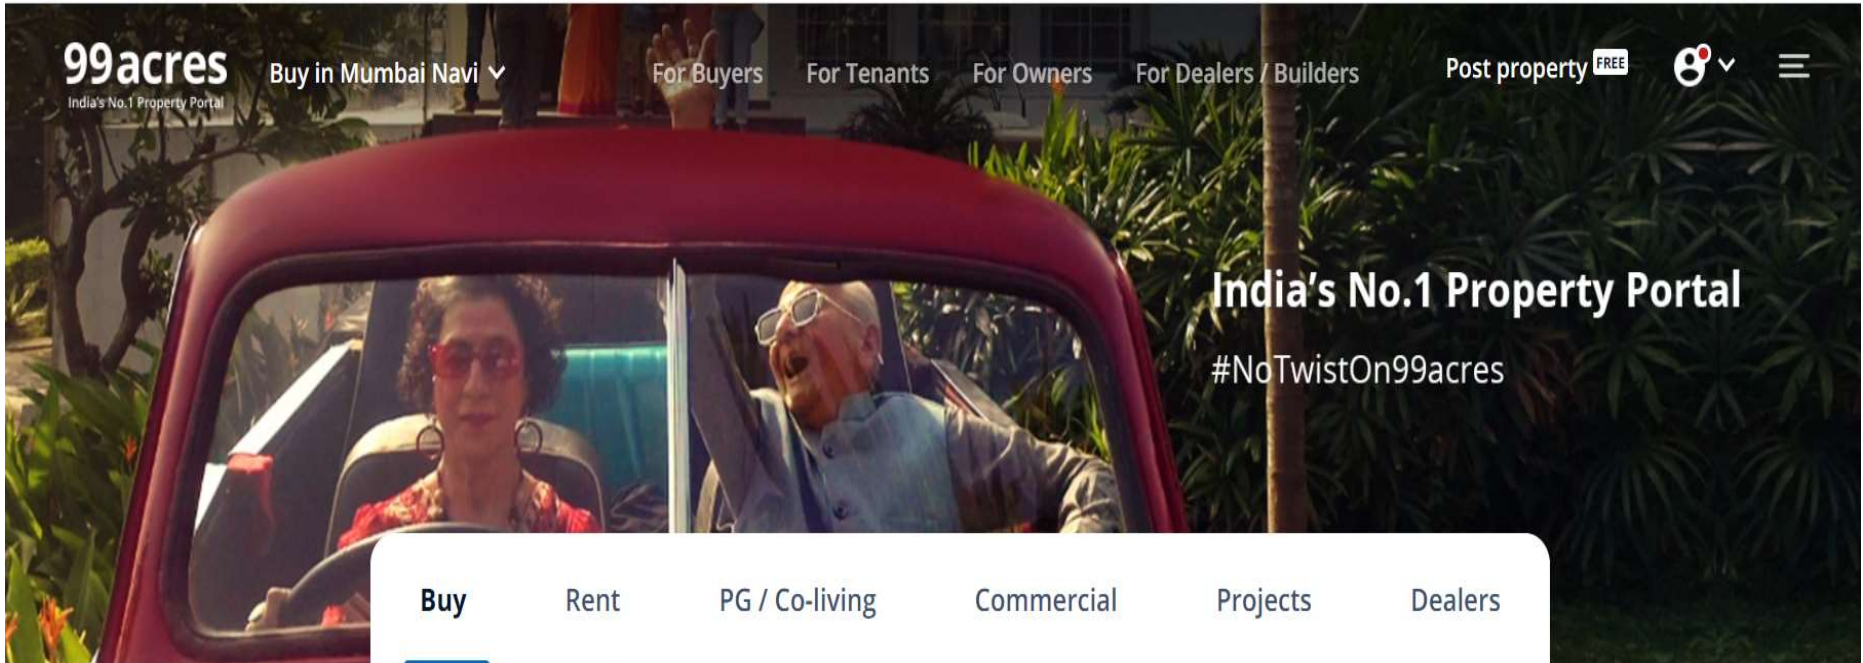 99acres
India's No.1 Property Portal
Buy in Mumbai Navi
For Buyers
For Tenants
For Owners
For Dealers / Builders
Post property FREE
India's No.1 Property Portal
#NoTwistOn99acres
Buy
Rent
PG / Co-living
Commercial
Projects
Dealers